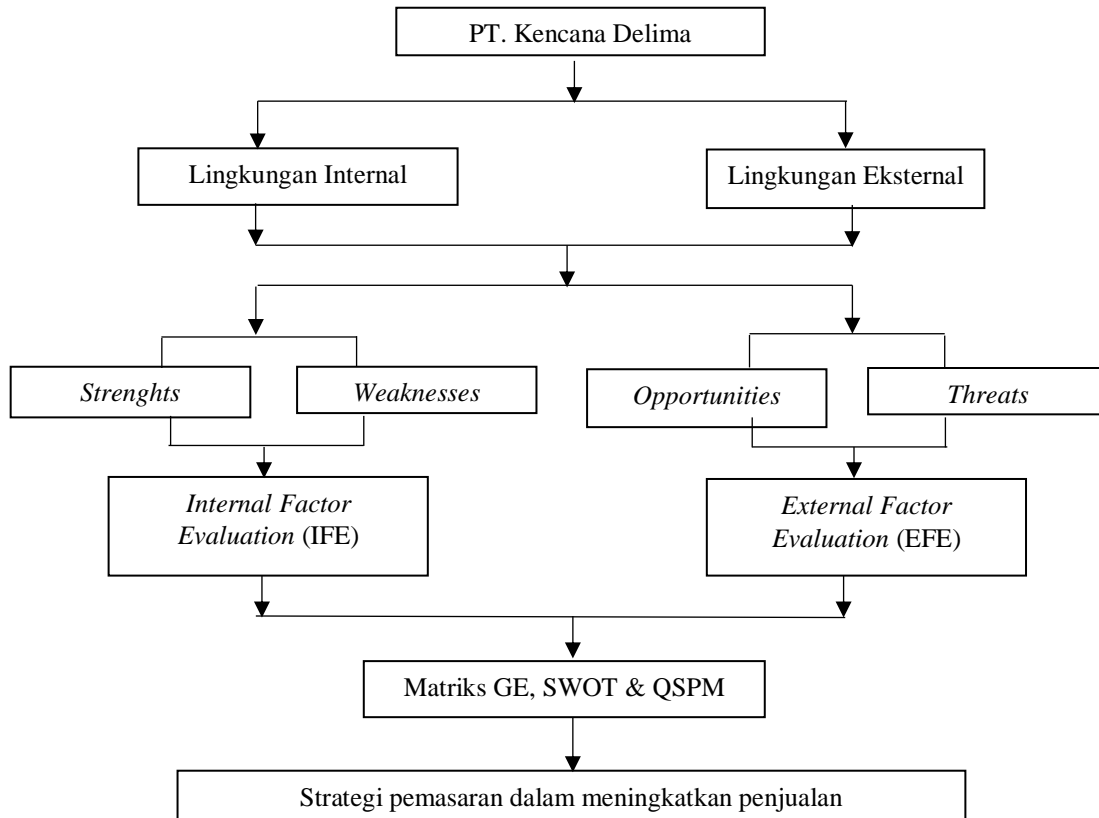 PT. Kencana Delima
Lingkungan Internal
Lingkungan Eksternal
Strenghts
Weaknesses
Opportunities
Threats
Internal Factor
Evaluation (IFE)
External Factor
Evaluation (EFE)
Matriks GE, SWOT & QSPM
Strategi pemasaran dalam meningkatkan penjualan